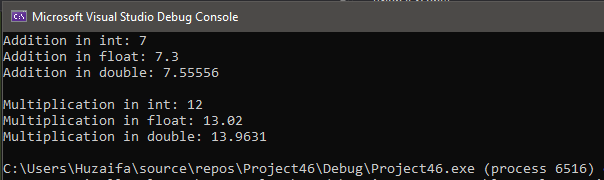 Microsoft Visual Studio Debug Console
Addition in int: 7
Addition in float: 7.3
Addition in double: 7.55556
Multiplication in int: 12
Multiplication in float: 13.02
Multiplication in double: 13.9631
C:\Users\Huzaifa\source\repos\Project46\Debug\Project46.exe (process 6516)